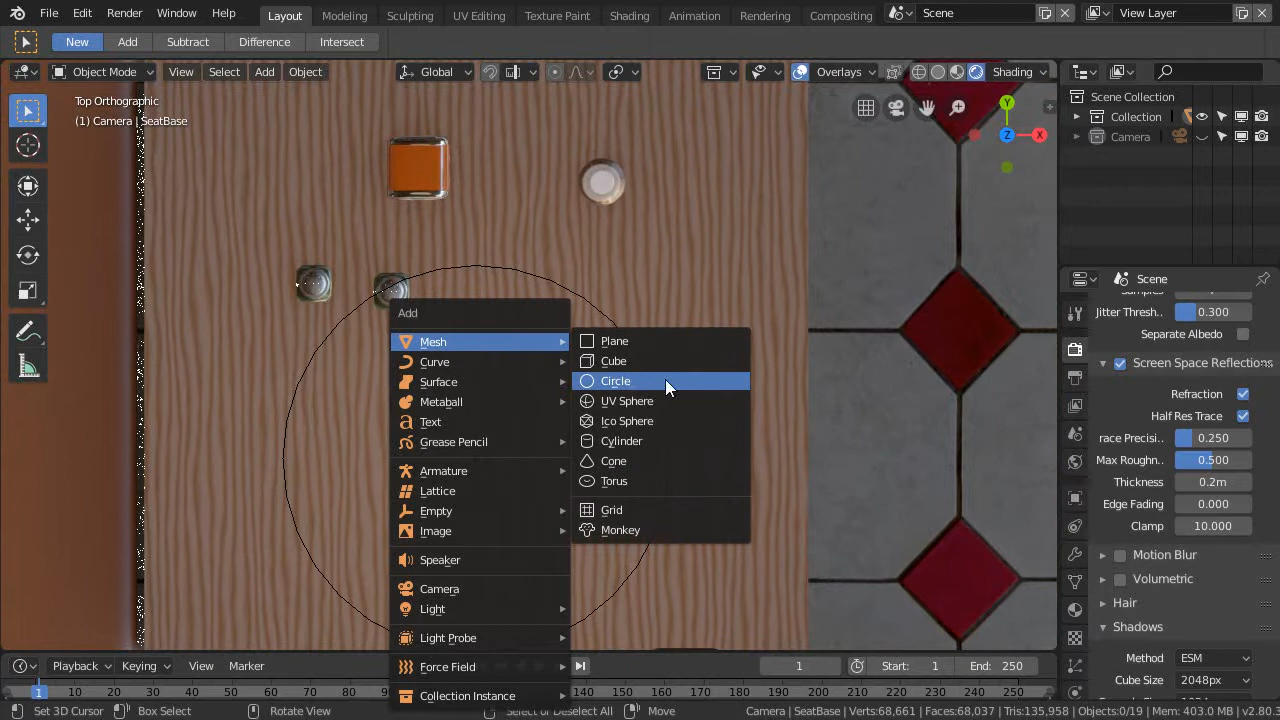 File Edit Render Window Help Layout Modeling Sculpting UV Editing Texture Paint Shading Animation Rendering Compositing Scene View Layer
New Add Subtract Difference Intersect
Object Mode View Select Add Object Global Overlays Shading
Top Orthographic
(1) Camera | SeatBase
Y
Z
X
Scene Collection
Collection
Camera
Scene
Jitter Thresh.. 0.300
Separate Albedo
Screen Space Reflections
Refraction
Half Res Trace
race Precisi.. 0.250
Max Roughn.. 0.500
Thickness 0.2m
Edge Fading 0.000
Clamp 10.000
Motion Blur
Volumetric
Hair
Shadows
Method ESM
Cube Size 2048px
Add
Mesh
Curve
Surface
Metaball
Text
Grease Pencil
Armature
Lattice
Empty
Image
Speaker
Camera
Light
Light Probe
Force Field
Collection Instance
Plane
Cube
Circle
UV Sphere
Ico Sphere
Cylinder
Cone
Torus
Grid
Monkey
Playback Keying View Marker 1 Start: 1 End: 250
1 10 20 30 40 50 60 70 80 140 150 160 170 180 190 200 210 220 230 240 250
Set 3D Cursor Box Select Rotate View Select or Deselect All Move Camera | SeatBase | Verts:68,661 | Faces:68,037 | Tris:135,958 | Objects:0/19 | Mem: 403.0 MB